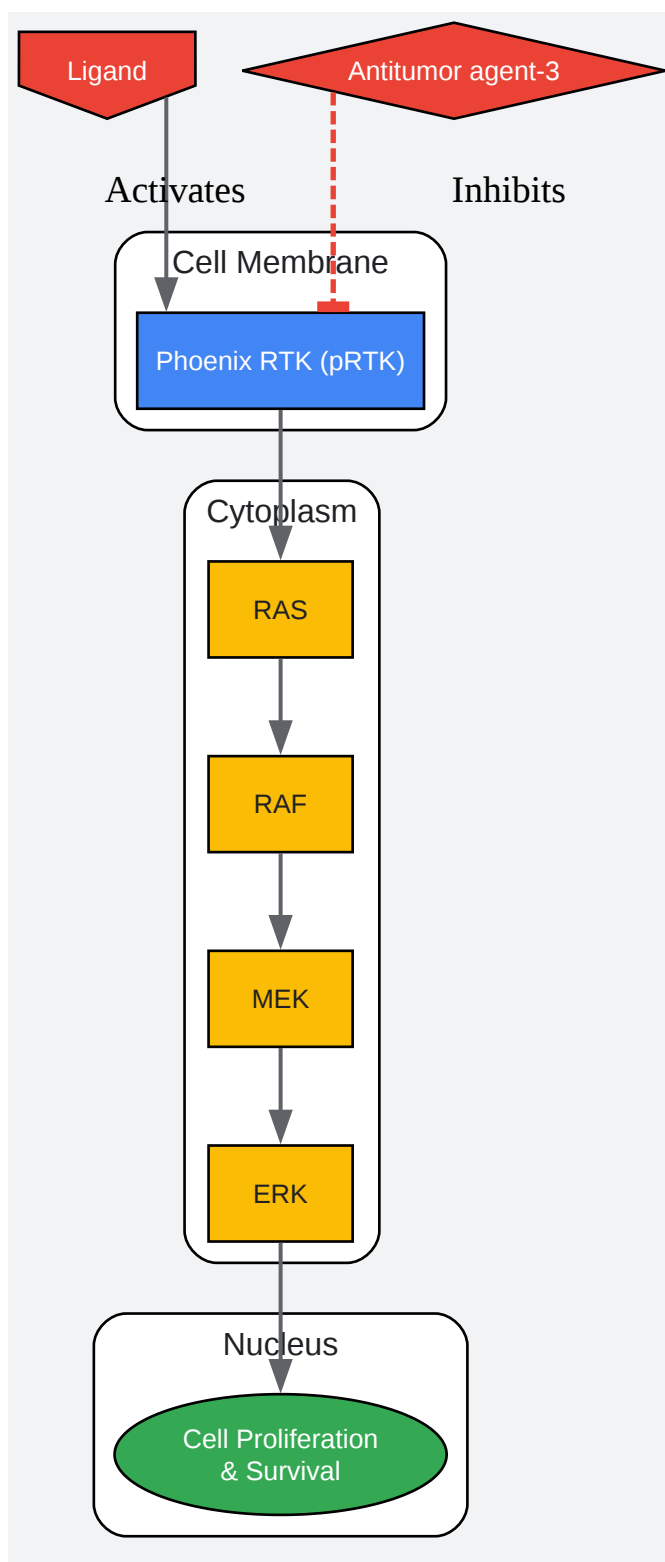 Ligand
Antitumor agent-3
Activates
Inhibits
Cell Membrane
Phoenix RTK (pRTK)
Cytoplasm
RAS
RAF
MEK
ERK
Nucleus
Cell Proliferation
& Survival